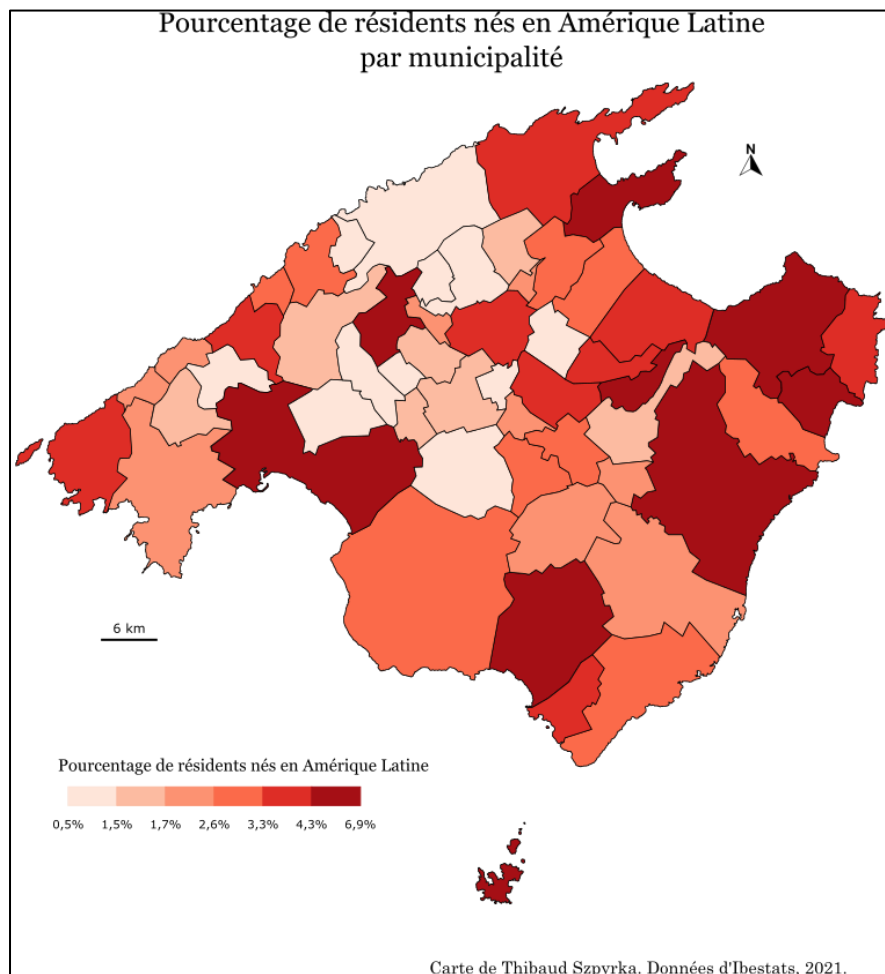 Pourcentage de résidents nés en Amérique Latine
par municipalité
N
6 km
Pourcentage de résidents nés en Amérique Latine
0,5% 1,5% 1,7% 2,6% 3,3% 4,3% 6,9%
Carte de Thibaud Szpyrka. Données d'Ibestats, 2021.